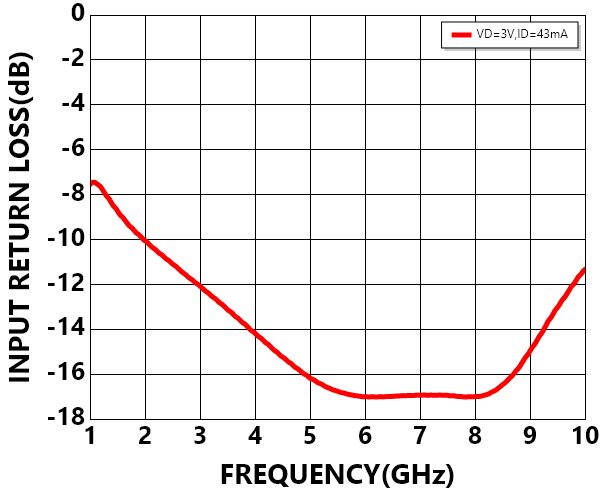 0
-2
-4
-6
-8
-10
-12
-14
-16
-18
INPUT RETURN LOSS(dB)
VD=3V,ID=43mA
1 2 3 4 5 6 7 8 9 10
FREQUENCY(GHz)